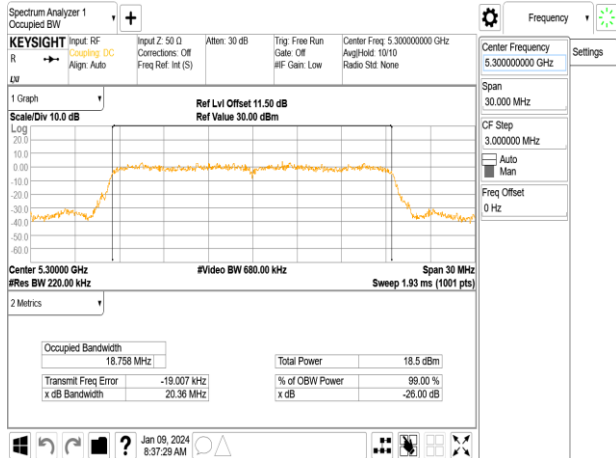 Spectrum Analyzer 1
Occupied BW
+
Frequency
KEYSIGHT
R
LXI
Input: RF
Coupling: DC
Align: Auto
Input Z: 50 Ω
Corrections: Off
Freq Ref: Int (S)
Atten: 30 dB
Trig: Free Run
Gate: Off
#IF Gain: Low
Center Freq: 5.300000000 GHz
Avg|Hold: 10/10
Radio Std: None
Center Frequency
5.300000000 GHz
Settings
Span
30.000 MHz
CF Step
3.000000 MHz
Auto
Man
Freq Offset
0 Hz
1 Graph
Scale/Div 10.0 dB
Ref Lvl Offset 11.50 dB
Ref Value 30.00 dBm
Log
20.0
10.0
0.00
-10.0
-20.0
-30.0
-40.0
-50.0
-60.0
Center 5.30000 GHz
#Video BW 680.00 kHz
Span 30 MHz
#Res BW 220.00 kHz
Sweep 1.93 ms (1001 pts)
2 Metrics
Occupied Bandwidth
18.758 MHz
Total Power
18.5 dBm
Transmit Freq Error
-19.007 kHz
% of OBW Power
99.00 %
x dB Bandwidth
20.36 MHz
x dB
-26.00 dB
?
Jan 09, 2024
8:37:29 AM